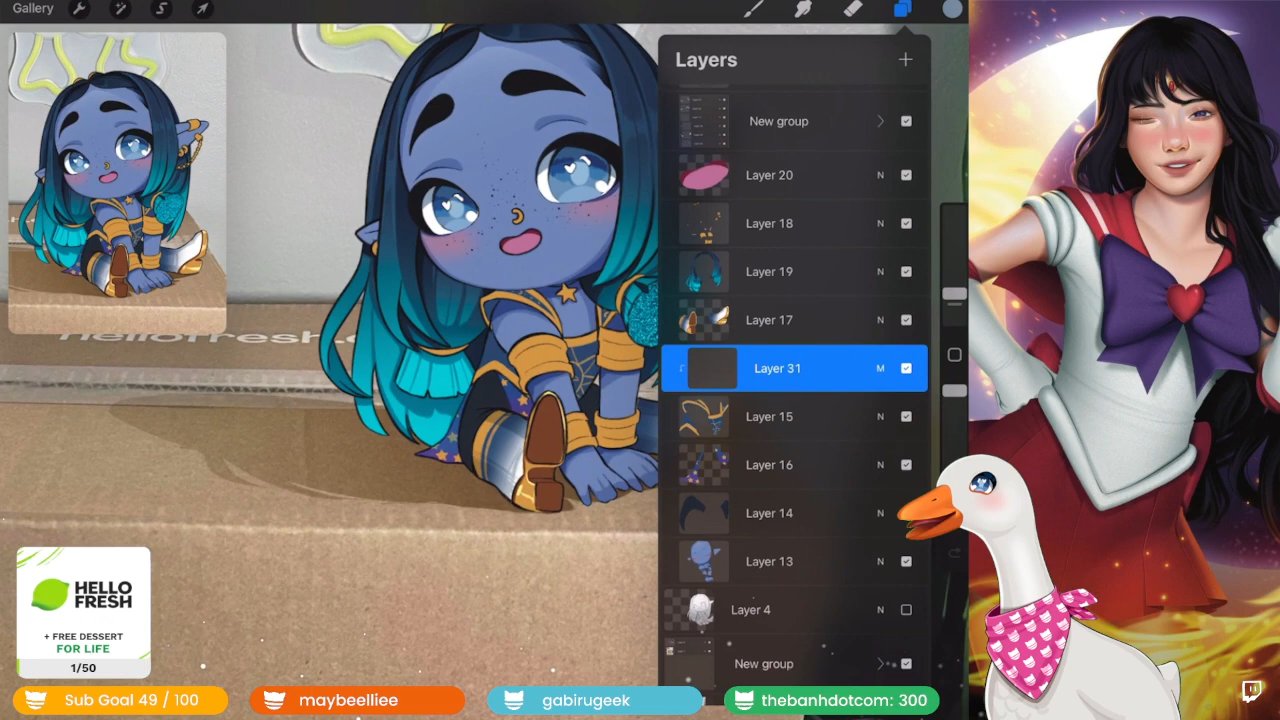 Gallery
Layers
New group
Layer 20
N
Layer 18
N
Layer 19
N
Layer 17
N
Layer 31
M
Layer 15
N
Layer 16
N
Layer 14
N
Layer 13
N
Layer 4
N
New group
hellofresh
HELLO
FRESH
+ FREE DESSERT
FOR LIFE
1/50
Sub Goal 49 / 100
maybeelliee
gabirugeek
thebanhdotcom: 300